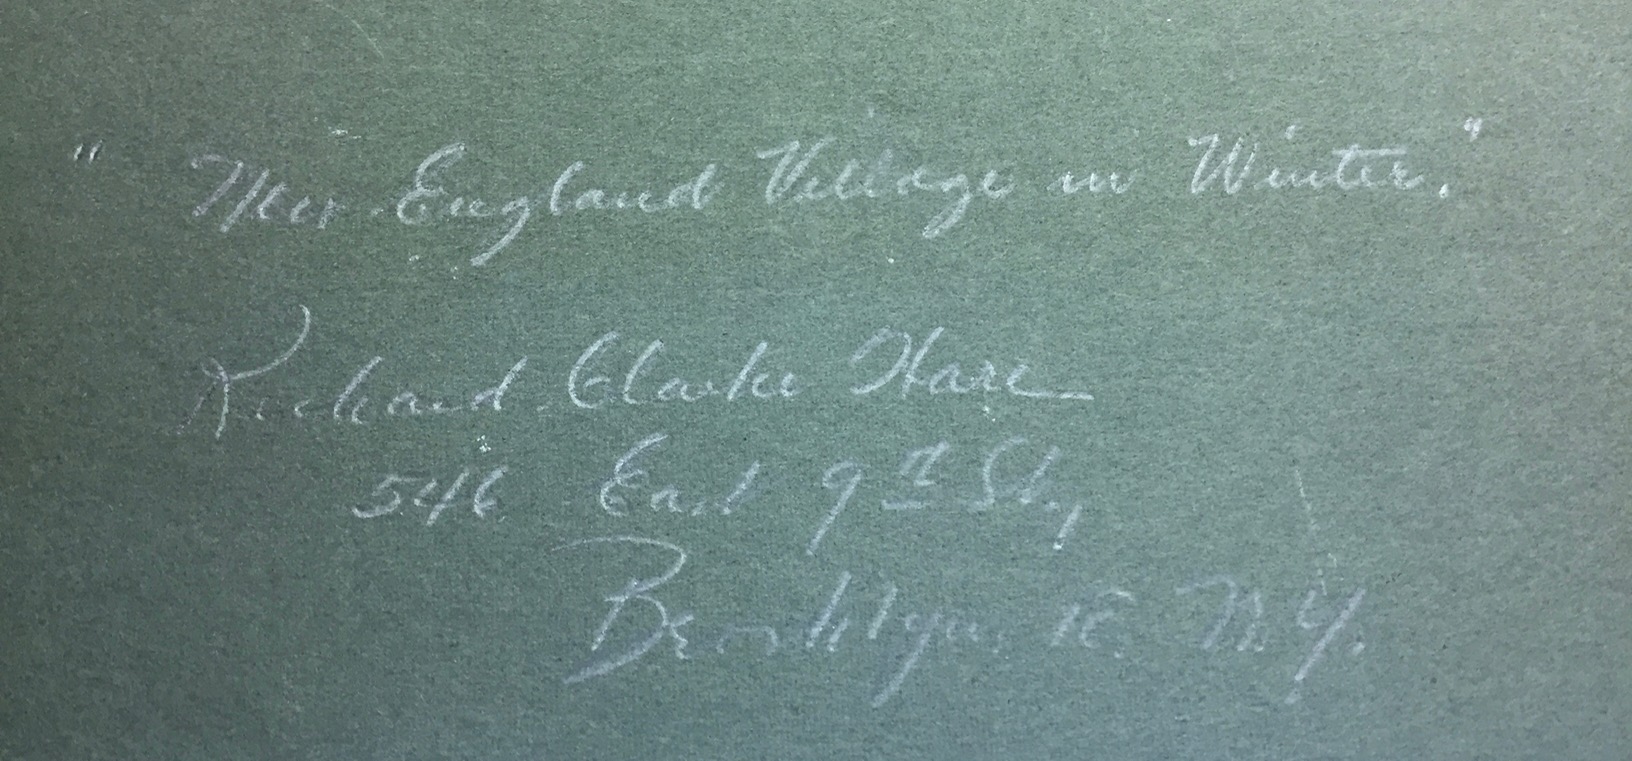 " New England Village in Winter."
Richard Clarke Hare
546 East 9th St.,
Brooklyn, 18. N.Y.